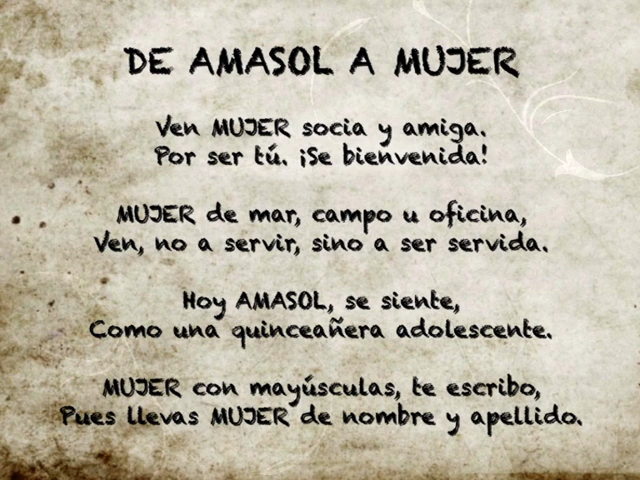 DE AMASOL A MUJER
Ven MUJER socia y amiga.
Por ser tú. ¡Se bienvenida!
MUJER de mar, campo u oficina,
Ven, no a servir, sino a ser servida.
Hoy AMASOL, se siente,
Como una quinceañera adolescente.
MUJER con mayúsculas, te escribo,
Pues llevas MUJER de nombre y apellido.